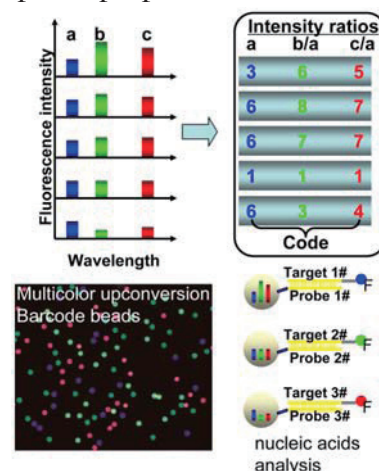 a b c
Fluorescence intensity
Wavelength
Intensity ratios
a b/a c/a
3 6 5
6 8 7
6 7 7
1 1 1
6 3 4
Code
Multicolor upconversion
Barcode beads
Target 1#
Probe 1#
F
Target 2#
Probe 2#
F
Target 3#
Probe 3#
F
nucleic acids
analysis